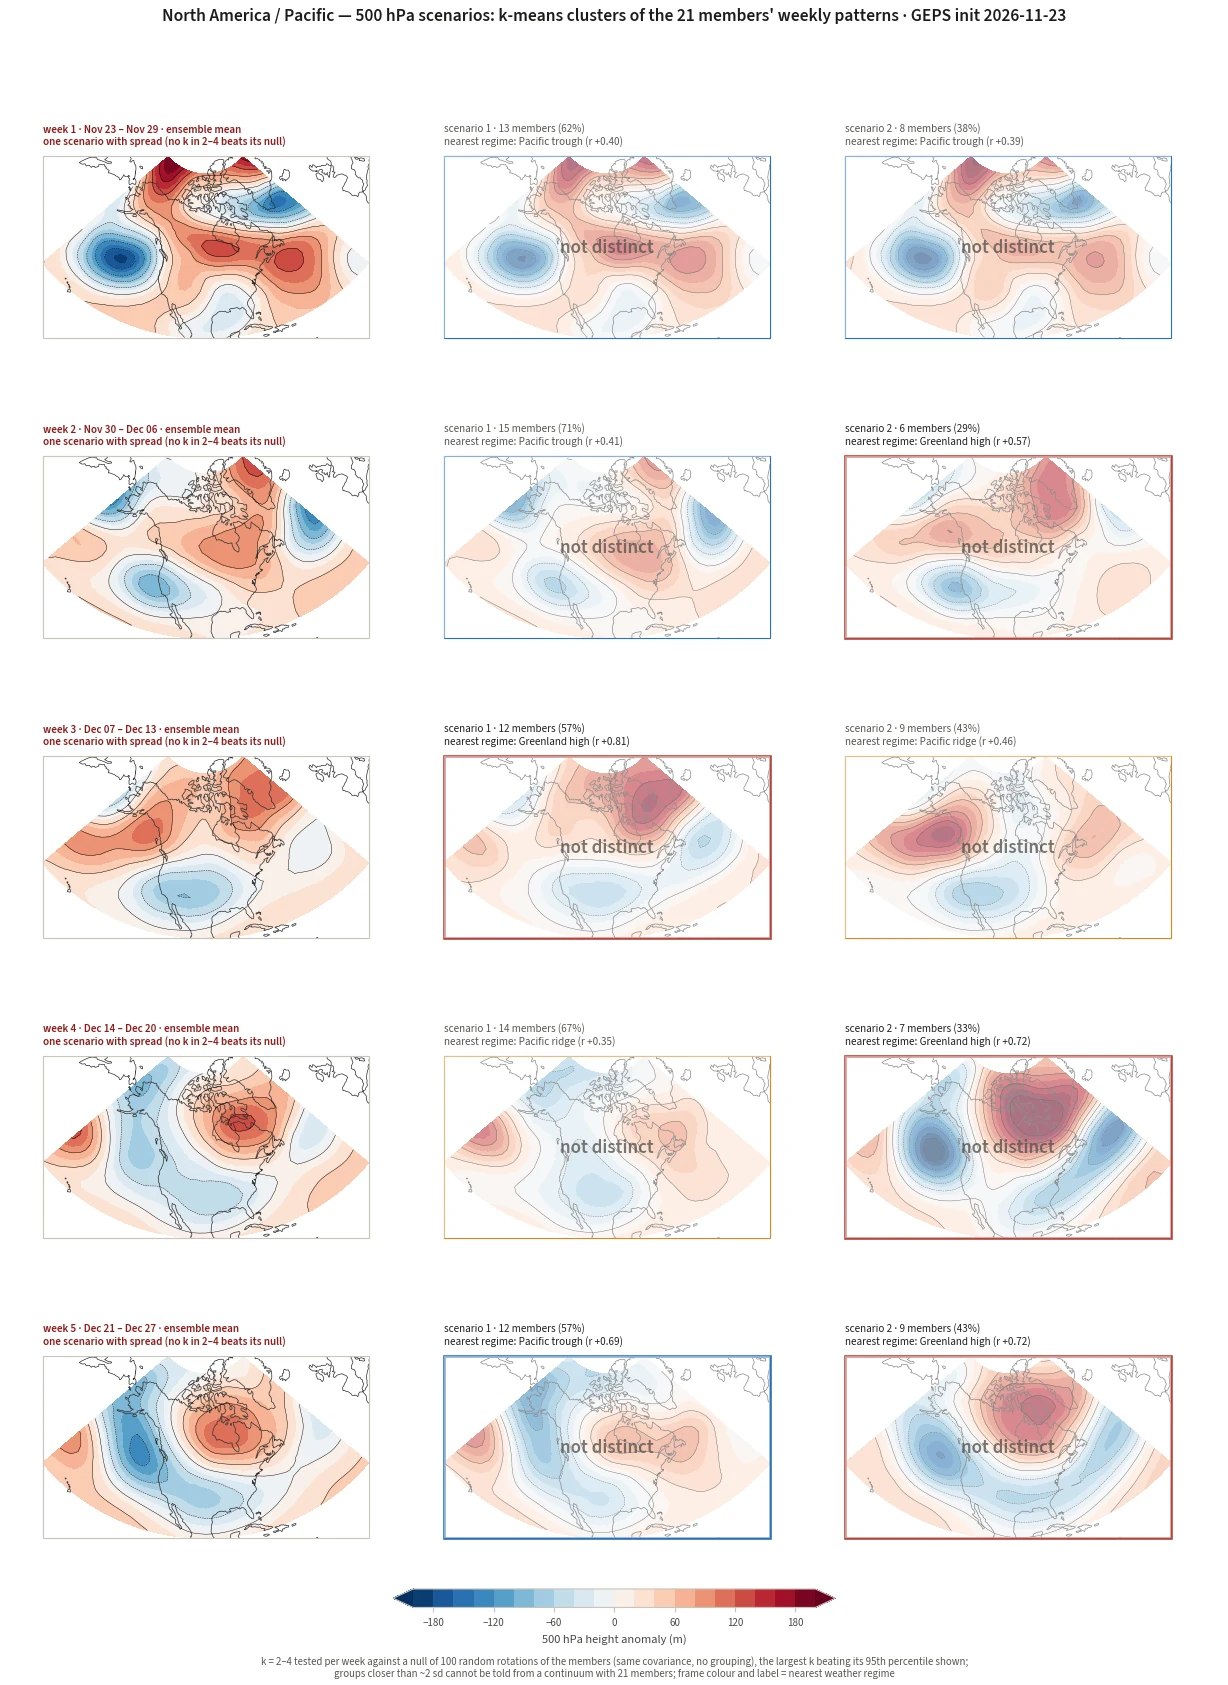 North America / Pacific — 500 hPa scenarios: k-means clusters of the 21 members' weekly patterns · GEPS init 2026-11-23
week 1 · Nov 23 – Nov 29 · ensemble mean
one scenario with spread (no k in 2–4 beats its null)
scenario 1 · 13 members (62%)
nearest regime: Pacific trough (r +0.40)
not distinct
scenario 2 · 8 members (38%)
nearest regime: Pacific trough (r +0.39)
not distinct
week 2 · Nov 30 – Dec 06 · ensemble mean
one scenario with spread (no k in 2–4 beats its null)
scenario 1 · 15 members (71%)
nearest regime: Pacific trough (r +0.41)
not distinct
scenario 2 · 6 members (29%)
nearest regime: Greenland high (r +0.57)
not distinct
week 3 · Dec 07 – Dec 13 · ensemble mean
one scenario with spread (no k in 2–4 beats its null)
scenario 1 · 12 members (57%)
nearest regime: Greenland high (r +0.81)
not distinct
scenario 2 · 9 members (43%)
nearest regime: Pacific ridge (r +0.46)
not distinct
week 4 · Dec 14 – Dec 20 · ensemble mean
one scenario with spread (no k in 2–4 beats its null)
scenario 1 · 14 members (67%)
nearest regime: Pacific ridge (r +0.35)
not distinct
scenario 2 · 7 members (33%)
nearest regime: Greenland high (r +0.72)
not distinct
week 5 · Dec 21 – Dec 27 · ensemble mean
one scenario with spread (no k in 2–4 beats its null)
scenario 1 · 12 members (57%)
nearest regime: Pacific trough (r +0.69)
not distinct
scenario 2 · 9 members (43%)
nearest regime: Greenland high (r +0.72)
not distinct
−180 −120 −60 0 60 120 180
500 hPa height anomaly (m)
k = 2–4 tested per week against a null of 100 random rotations of the members (same covariance, no grouping), the largest k beating its 95th percentile shown;
groups closer than ~2 sd cannot be told from a continuum with 21 members; frame colour and label = nearest weather regime